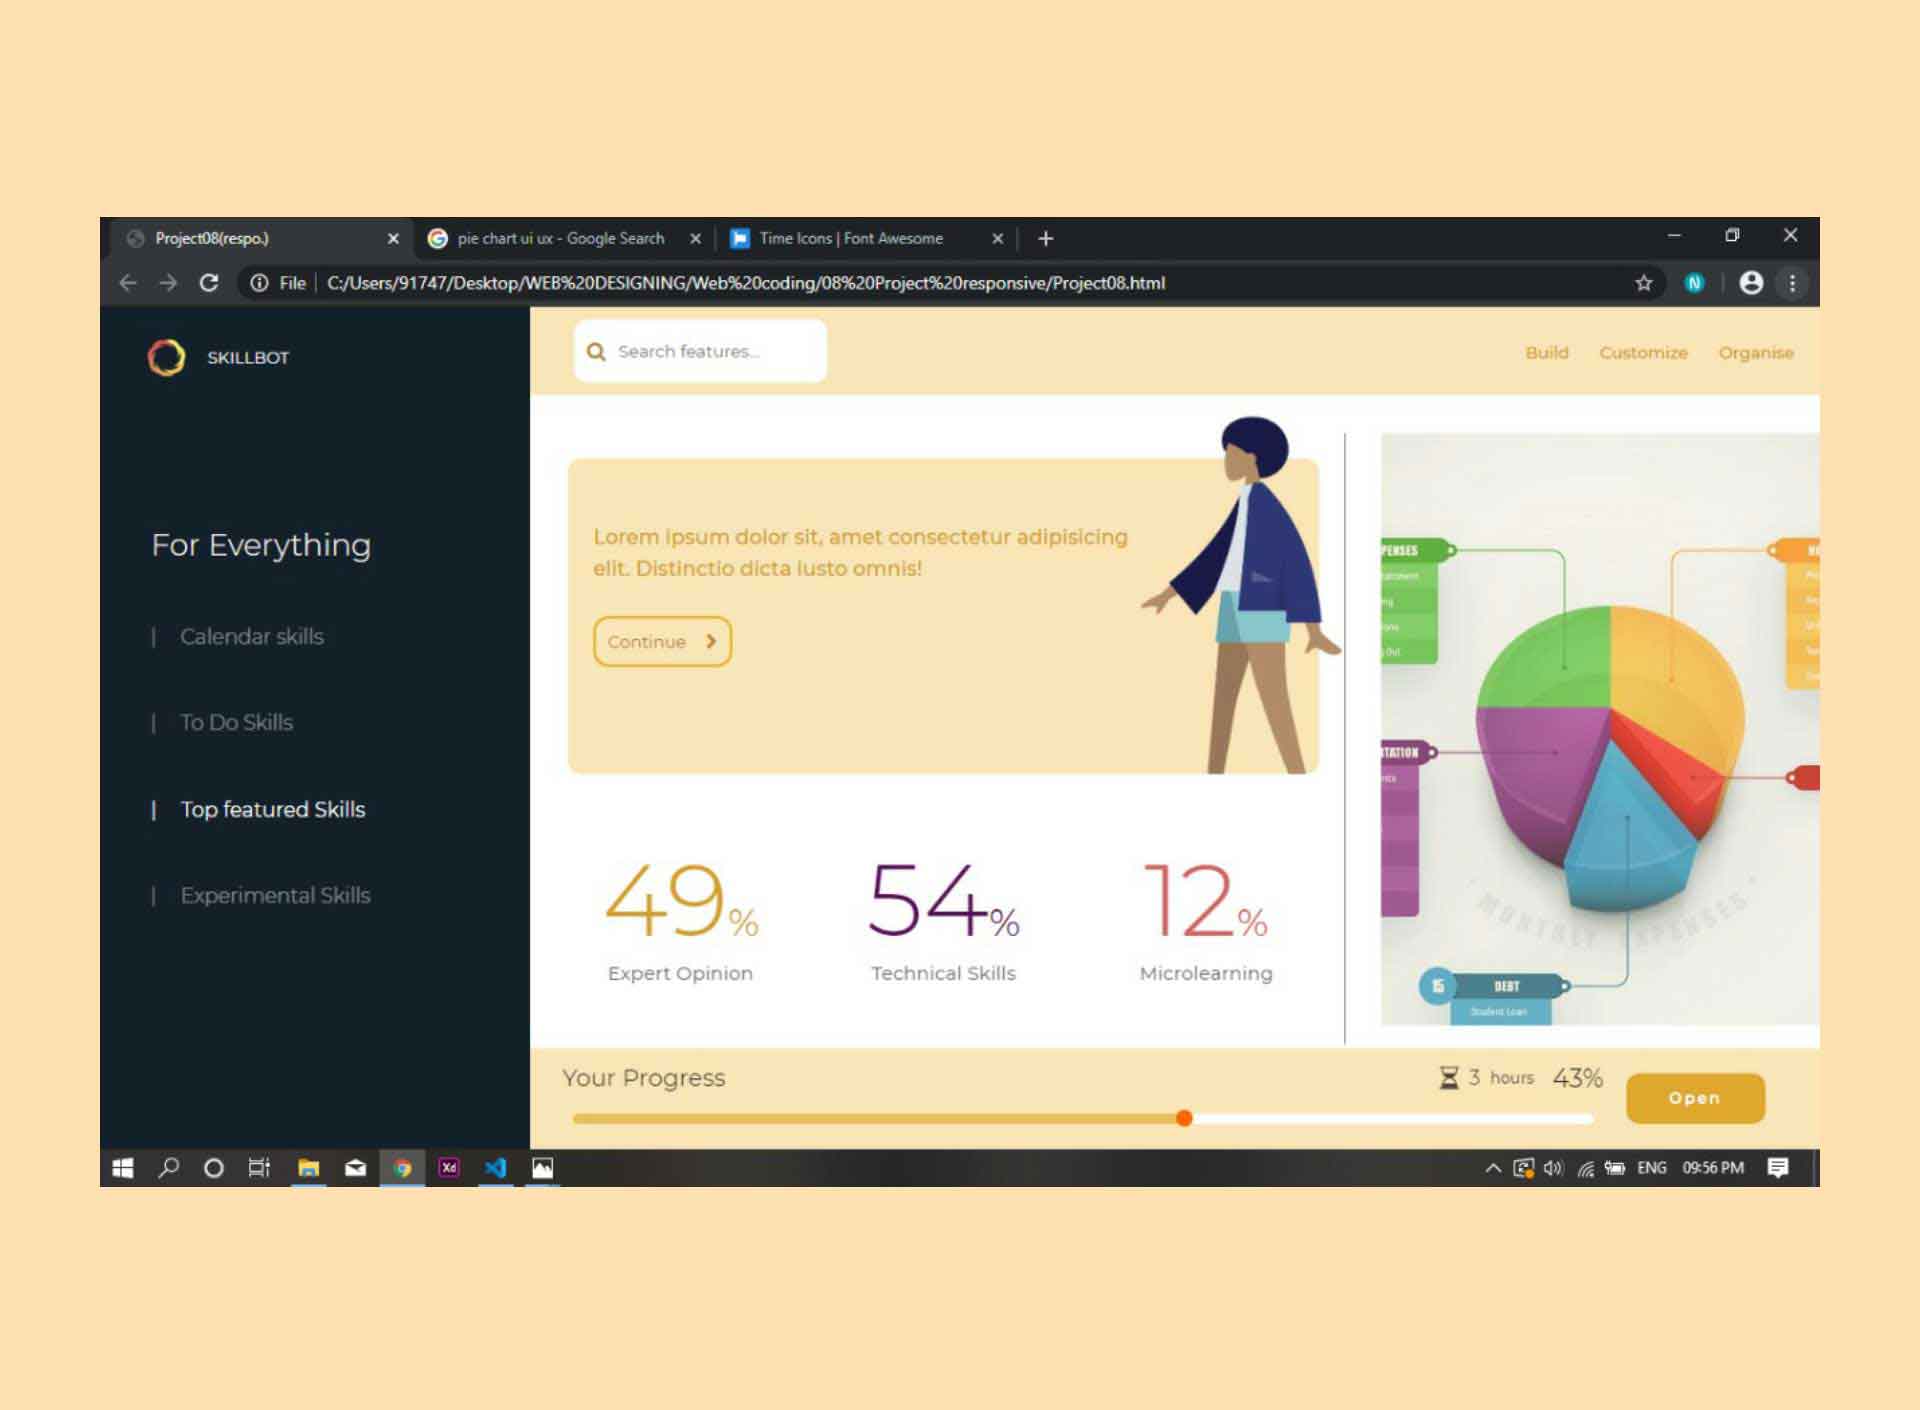 Project08(respo.)
pie chart ui ux - Google Search
Time Icons | Font Awesome
File
C:/Users/91747/Desktop/WEB%20DESIGNING/Web%20coding/08%20Project%20responsive/Project08.html
SKILLBOT
Search features...
Build Customize Organise
For Everything
| Calendar skills
| To Do Skills
| Top featured Skills
| Experimental Skills
Lorem ipsum dolor sit, amet consectetur adipisicing
elit. Distinctio dicta iusto omnis!
Continue
49%
Expert Opinion
54%
Technical Skills
12%
Microlearning
MONTHLY EXPENSES
15 DEBT
Student Loan
Your Progress
3 hours 43%
Open
Xd
ENG 09:56 PM